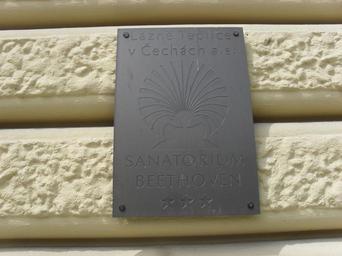 Lázně Teplice
v Čechách a.s.
SANATORIUM
BEETHOVEN